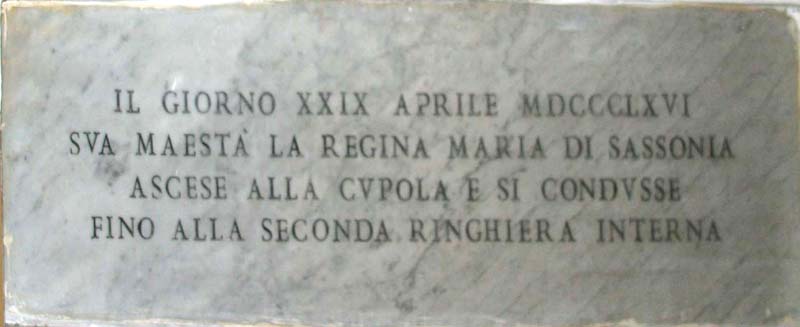 IL GIORNO XXIX APRILE MDCCCLXVI
SVA MAESTÀ LA REGINA MARIA DI SASSONIA
ASCESE ALLA CVPOLA E SI CONDVSSE
FINO ALLA SECONDA RINGHIERA INTERNA